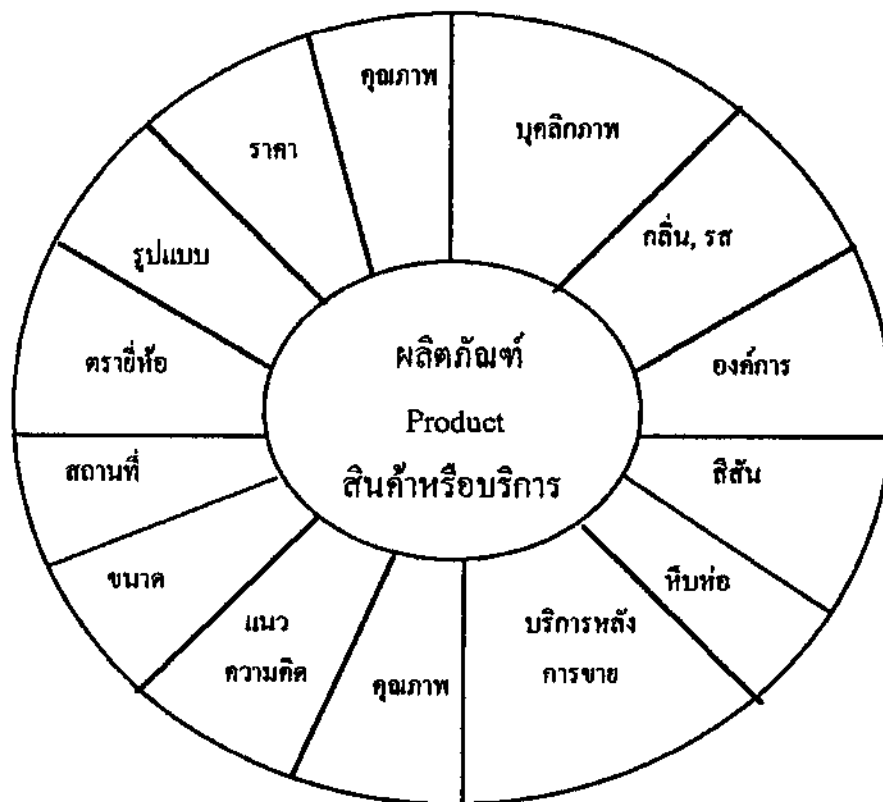 คุณภาพ
บุคลิกภาพ
ราคา
กลิ่น, รส
รูปแบบ
ตรายี่ห้อ
องค์การ
ผลิตภัณฑ์
Product
สินค้าหรือบริการ
สถานที่
สีสัน
ขนาด
หีบห่อ
แนว
ความคิด
คุณภาพ
บริการหลัง
การขาย